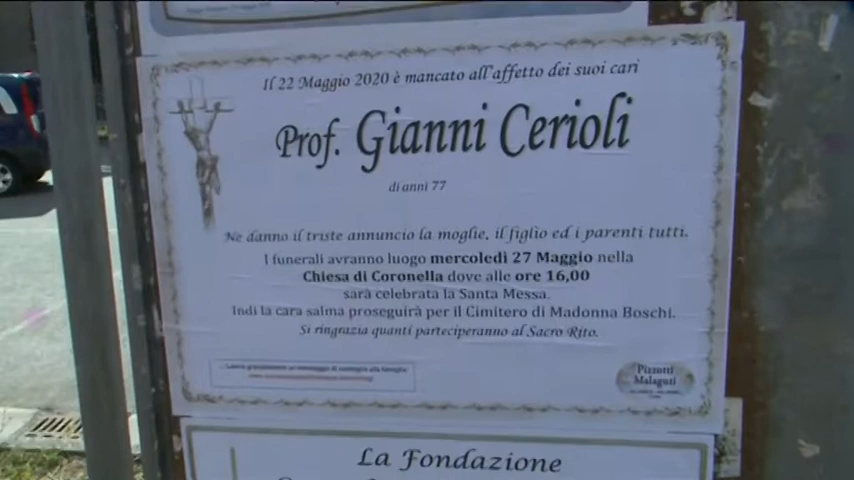 Il 22 Maggio 2020 è mancato all'affetto dei suoi cari
Prof. Gianni Cerioli
di anni 77
Ne danno il triste annuncio la moglie, il figlio ed i parenti tutti.
I funerali avranno luogo mercoledì 27 Maggio nella
Chiesa di Coronella dove alle ore 16,00
sarà celebrata la Santa Messa.
Indi la cara salma proseguirà per il Cimitero di Madonna Boschi.
Si ringrazia quanti parteciperanno al Sacro Rito.
Pizzotti
Malaguti
La Fondazione